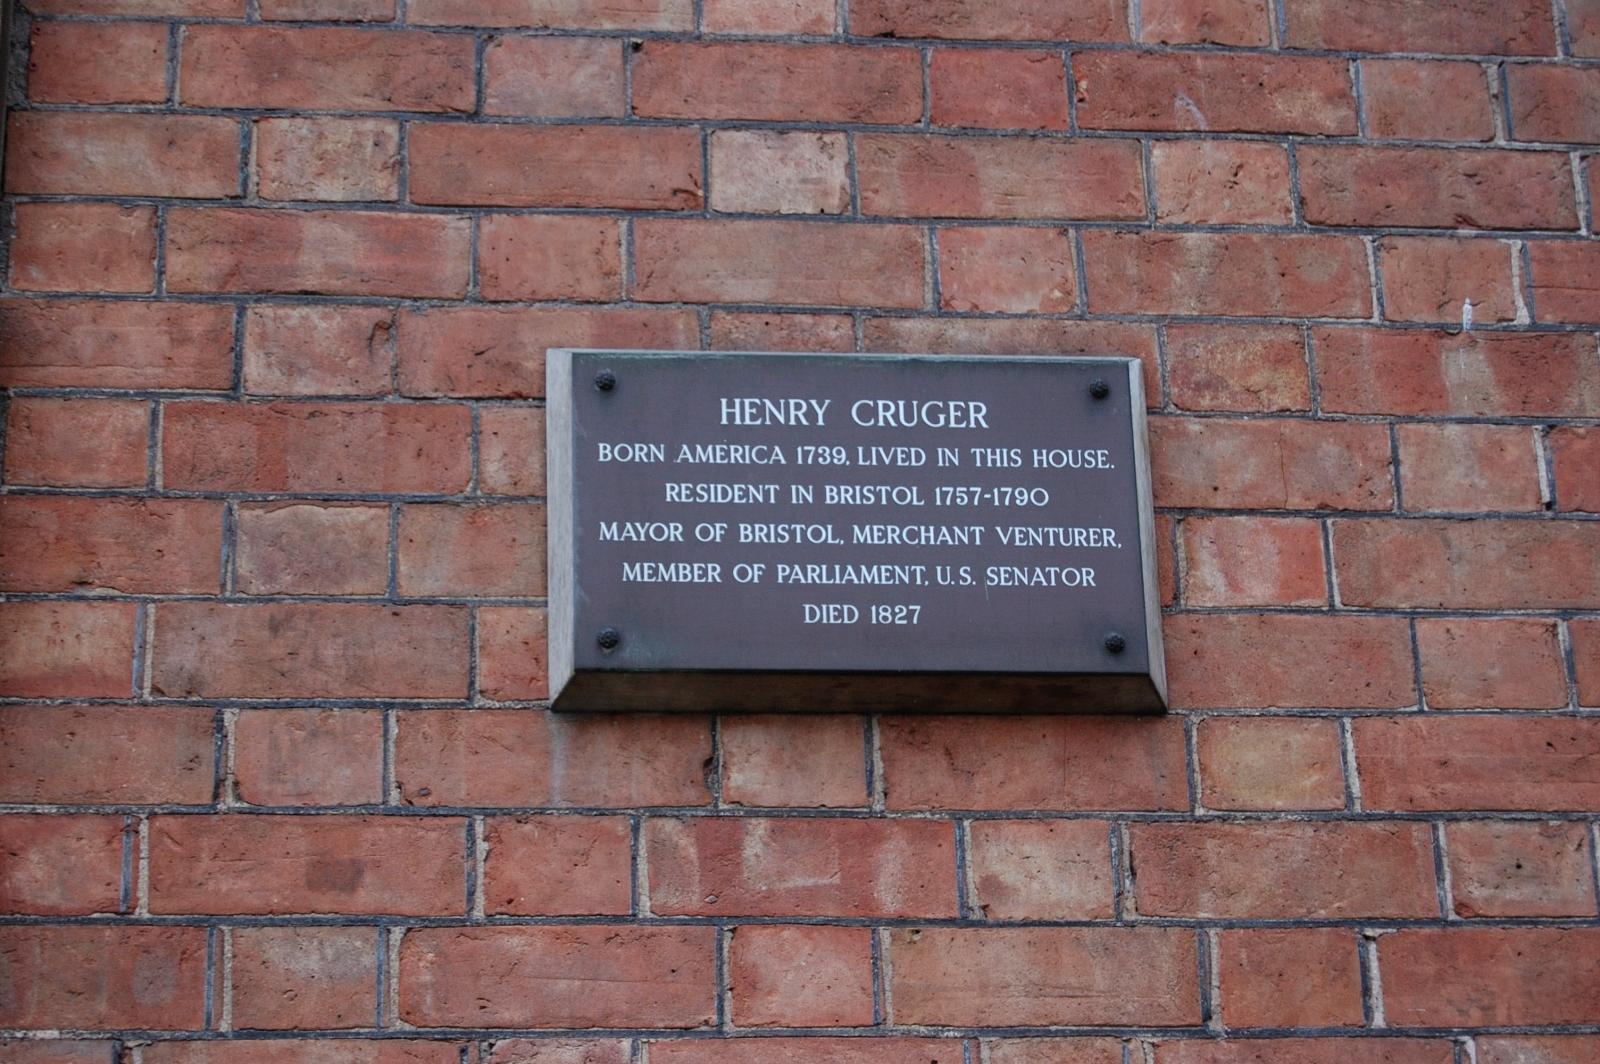 HENRY CRUGER
BORN AMERICA 1739. LIVED IN THIS HOUSE.
RESIDENT IN BRISTOL 1757-1790
MAYOR OF BRISTOL, MERCHANT VENTURER,
MEMBER OF PARLIAMENT, U.S. SENATOR
DIED 1827